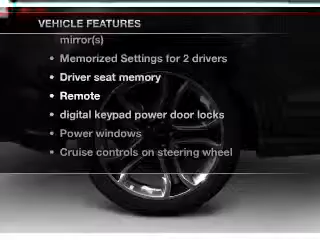 VEHICLE FEATURES
mirror(s)
• Memorized Settings for 2 drivers
• Driver seat memory
• Remote
• digital keypad power door locks
• Power windows
• Cruise controls on steering wheel